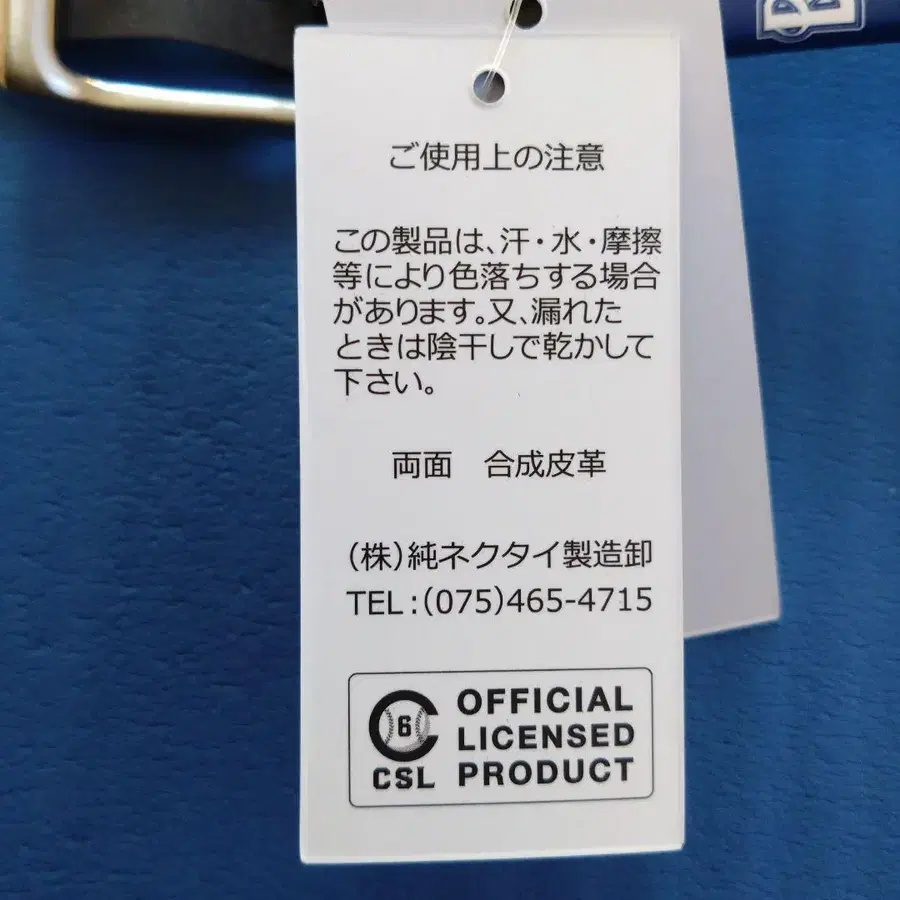 ご使用上の注意
この製品は、汗・水・摩擦
等により色落ちする場合
があります。又、漏れた
ときは陰干しで乾かして
下さい。
両面　合成皮革
（株）純ネクタイ製造卸
TEL：(075)465-4715
6
CSL
OFFICIAL
LICENSED
PRODUCT